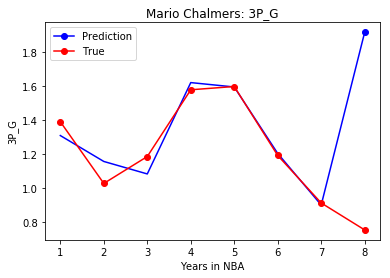 Mario Chalmers: 3P_G
Prediction
True
3P_G
1.8
1.6
1.4
1.2
1.0
0.8
1 2 3 4 5 6 7 8
Years in NBA